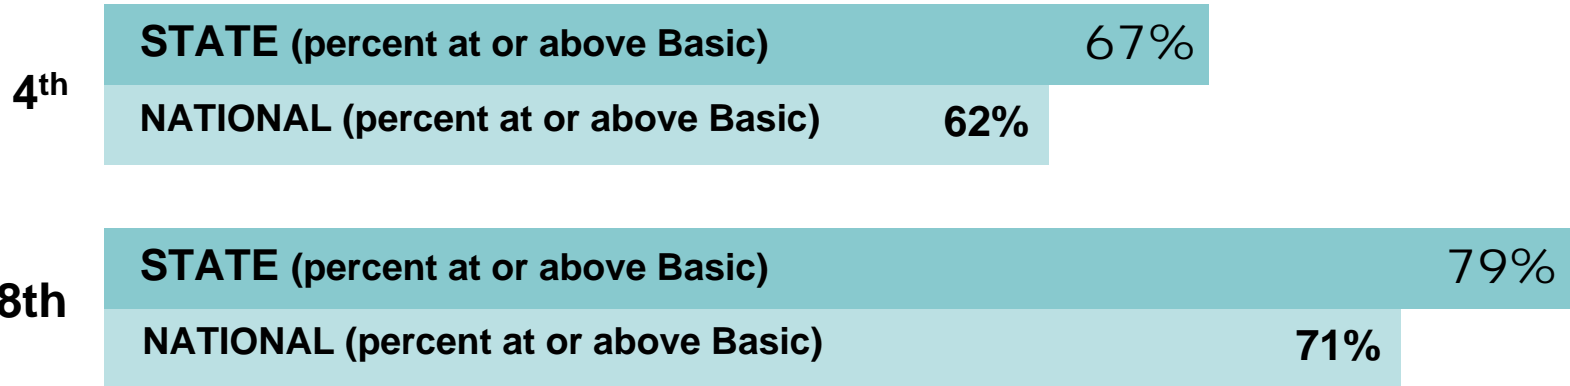 STATE (percent at or above Basic) 67%
4th
NATIONAL (percent at or above Basic) 62%
STATE (percent at or above Basic) 79%
8th
NATIONAL (percent at or above Basic) 71%